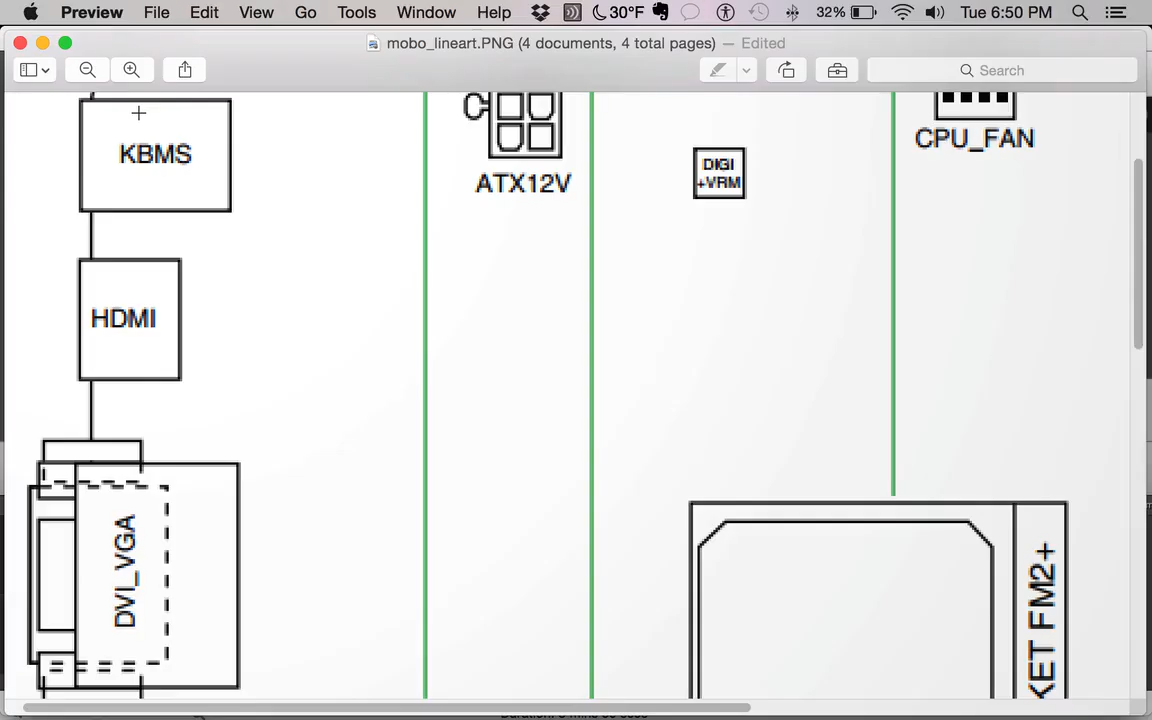 Preview File Edit View Go Tools Window Help 30°F 32% Tue 6:50 PM
mobo_lineart.PNG (4 documents, 4 total pages) — Edited
Search
KBMS
ATX12V
DIGI
+VRM
CPU_FAN
HDMI
DVI_VGA
KET FM2+